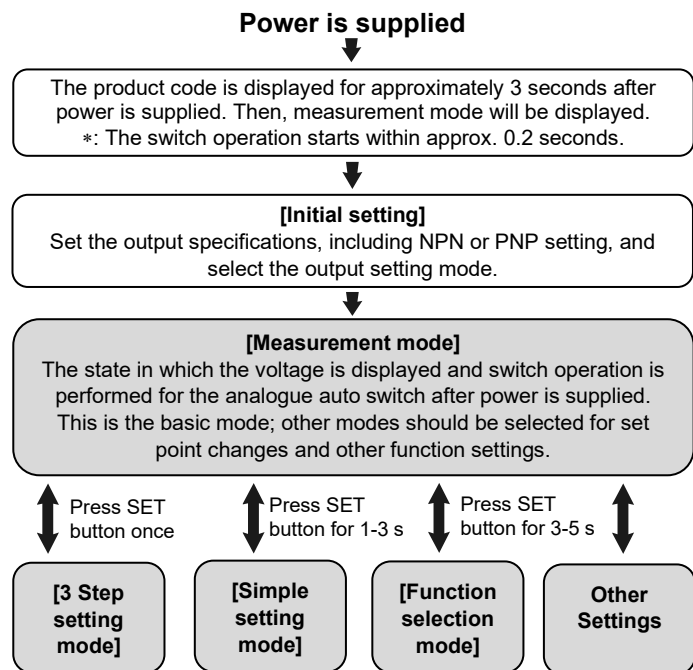 Power is supplied
The product code is displayed for approximately 3 seconds after
power is supplied. Then, measurement mode will be displayed.
∗: The switch operation starts within approx. 0.2 seconds.
[Initial setting]
Set the output specifications, including NPN or PNP setting, and
select the output setting mode.
[Measurement mode]
The state in which the voltage is displayed and switch operation is
performed for the analogue auto switch after power is supplied.
This is the basic mode; other modes should be selected for set
point changes and other function settings.
Press SET
button once
Press SET
button for 1-3 s
Press SET
button for 3-5 s
[3 Step
setting
mode]
[Simple
setting
mode]
[Function
selection
mode]
Other
Settings